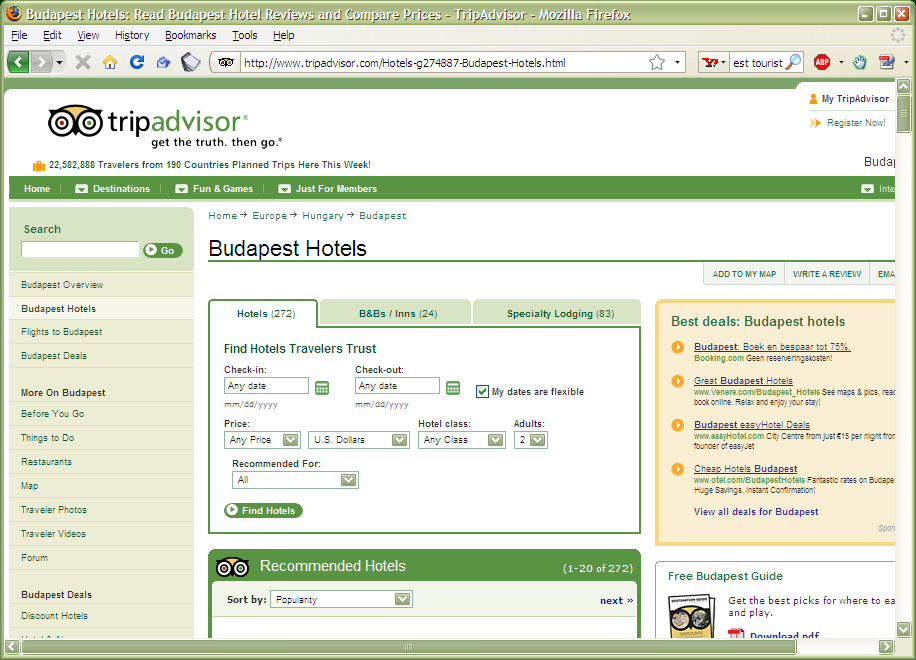 Budapest Hotels: Read Budapest Hotel Reviews and Compare Prices - TripAdvisor - Mozilla Firefox
File Edit View History Bookmarks Tools Help
http://www.tripadvisor.com/Hotels-g274887-Budapest-Hotels.html
est tourist
ABP
My TripAdvisor
Register Now!
tripadvisor®
get the truth. then go.®
22,582,888 Travelers from 190 Countries Planned Trips Here This Week!
Budap
Home Destinations Fun & Games Just For Members Inte
Search
Go
Budapest Overview
Budapest Hotels
Flights to Budapest
Budapest Deals
More On Budapest
Before You Go
Things to Do
Restaurants
Map
Traveler Photos
Traveler Videos
Forum
Budapest Deals
Discount Hotels
Home → Europe → Hungary → Budapest
Budapest Hotels
ADD TO MY MAP WRITE A REVIEW EMA
Hotels (272) B&Bs / Inns (24) Specialty Lodging (83)
Find Hotels Travelers Trust
Check-in: Check-out:
Any date Any date My dates are flexible
mm/dd/yyyy mm/dd/yyyy
Price: Hotel class: Adults:
Any Price U.S. Dollars Any Class 2
Recommended For:
All
Find Hotels
Recommended Hotels (1-20 of 272)
Sort by: Popularity next »
Best deals: Budapest hotels
Budapest: Boek en bespaar tot 75%.
Booking.com Geen reserveringskosten!
Great Budapest Hotels
www.Venere.com/Budapest_Hotels See maps & pics, read
book online. Relax and enjoy your stay!
Budapest easyHotel Deals
www.easyHotel.com City Centre from just €15 per night from
founder of easyJet
Cheap Hotels Budapest
www.otel.com/BudapestHotels Fantastic rates on Budapes
Huge Savings, Instant Confirmation!
View all deals for Budapest
Spon
Free Budapest Guide
DESTINATION GUIDE
Get the best picks for where to ea
and play.
Download pdf